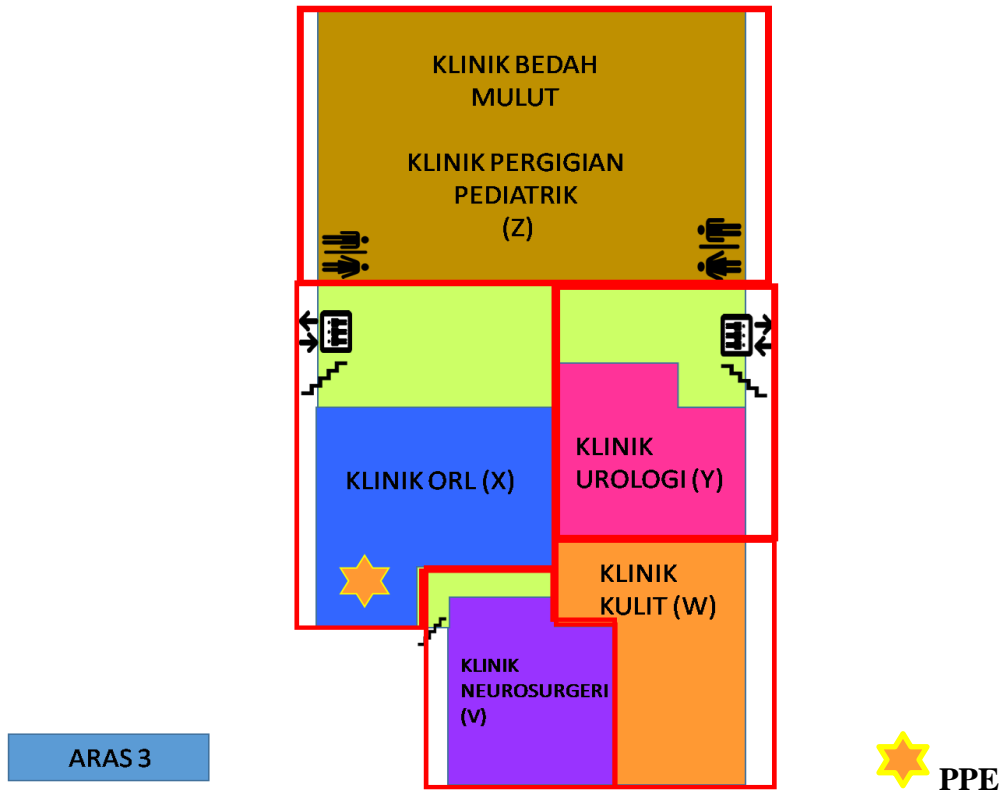 KLINIK BEDAH
MULUT
KLINIK PERGIGIAN
PEDIATRIK
(Z)
KLINIK ORL (X)
KLINIK
UROLOGI (Y)
KLINIK
KULIT (W)
KLINIK
NEUROSURGERI
(V)
ARAS 3
PPE